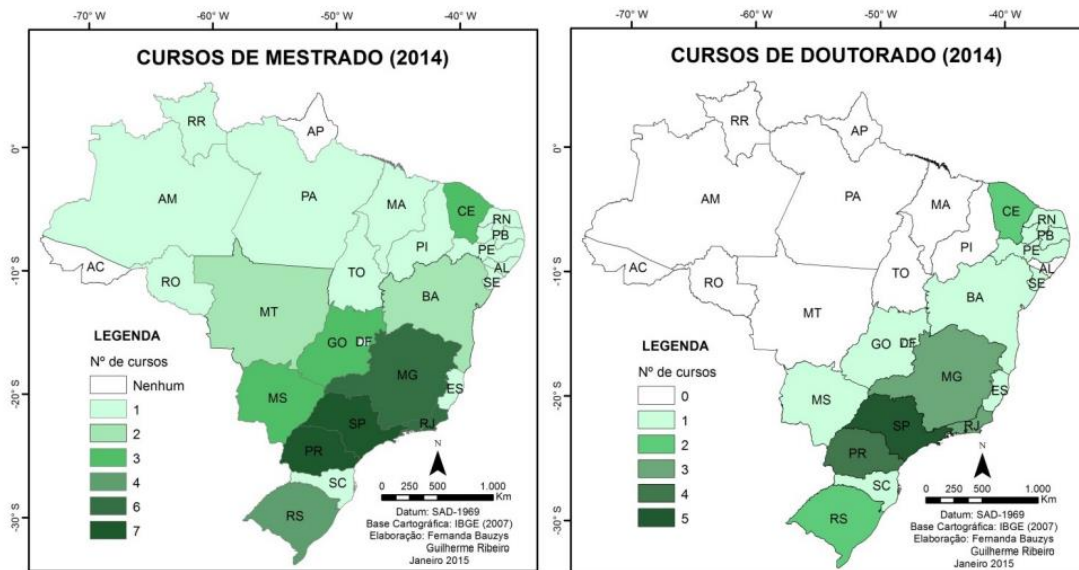 -70° W -60° W -50° W -40° W
CURSOS DE MESTRADO (2014)
RR
AP
0°
AM
PA
MA
CE
RN
PB
PI
PE
AC
TO
AL
RO
SE
-10° S
BA
MT
GO
DF
MG
ES
MS
-20° S
SP
RJ
PR
SC
RS
-30° S
LEGENDA
Nº de cursos
Nenhum
1
2
3
4
6
7
N
0 250 500 1.000
Km
Datum: SAD-1969
Base Cartográfica: IBGE (2007)
Elaboração: Fernanda Bauzys
Guilherme Ribeiro
Janeiro 2015
-70° W -60° W -50° W -40° W
CURSOS DE DOUTORADO (2014)
RR
AP
0°
AM
PA
MA
CE
RN
PB
PI
PE
AC
TO
AL
RO
SE
-10° S
BA
MT
GO
DF
MG
ES
MS
-20° S
SP
RJ
PR
SC
RS
-30° S
LEGENDA
Nº de cursos
0
1
2
3
4
5
N
0 250 500 1.000
Km
Datum: SAD-1969
Base Cartográfica: IBGE (2007)
Elaboração: Fernanda Bauzys
Guilherme Ribeiro
Janeiro 2015